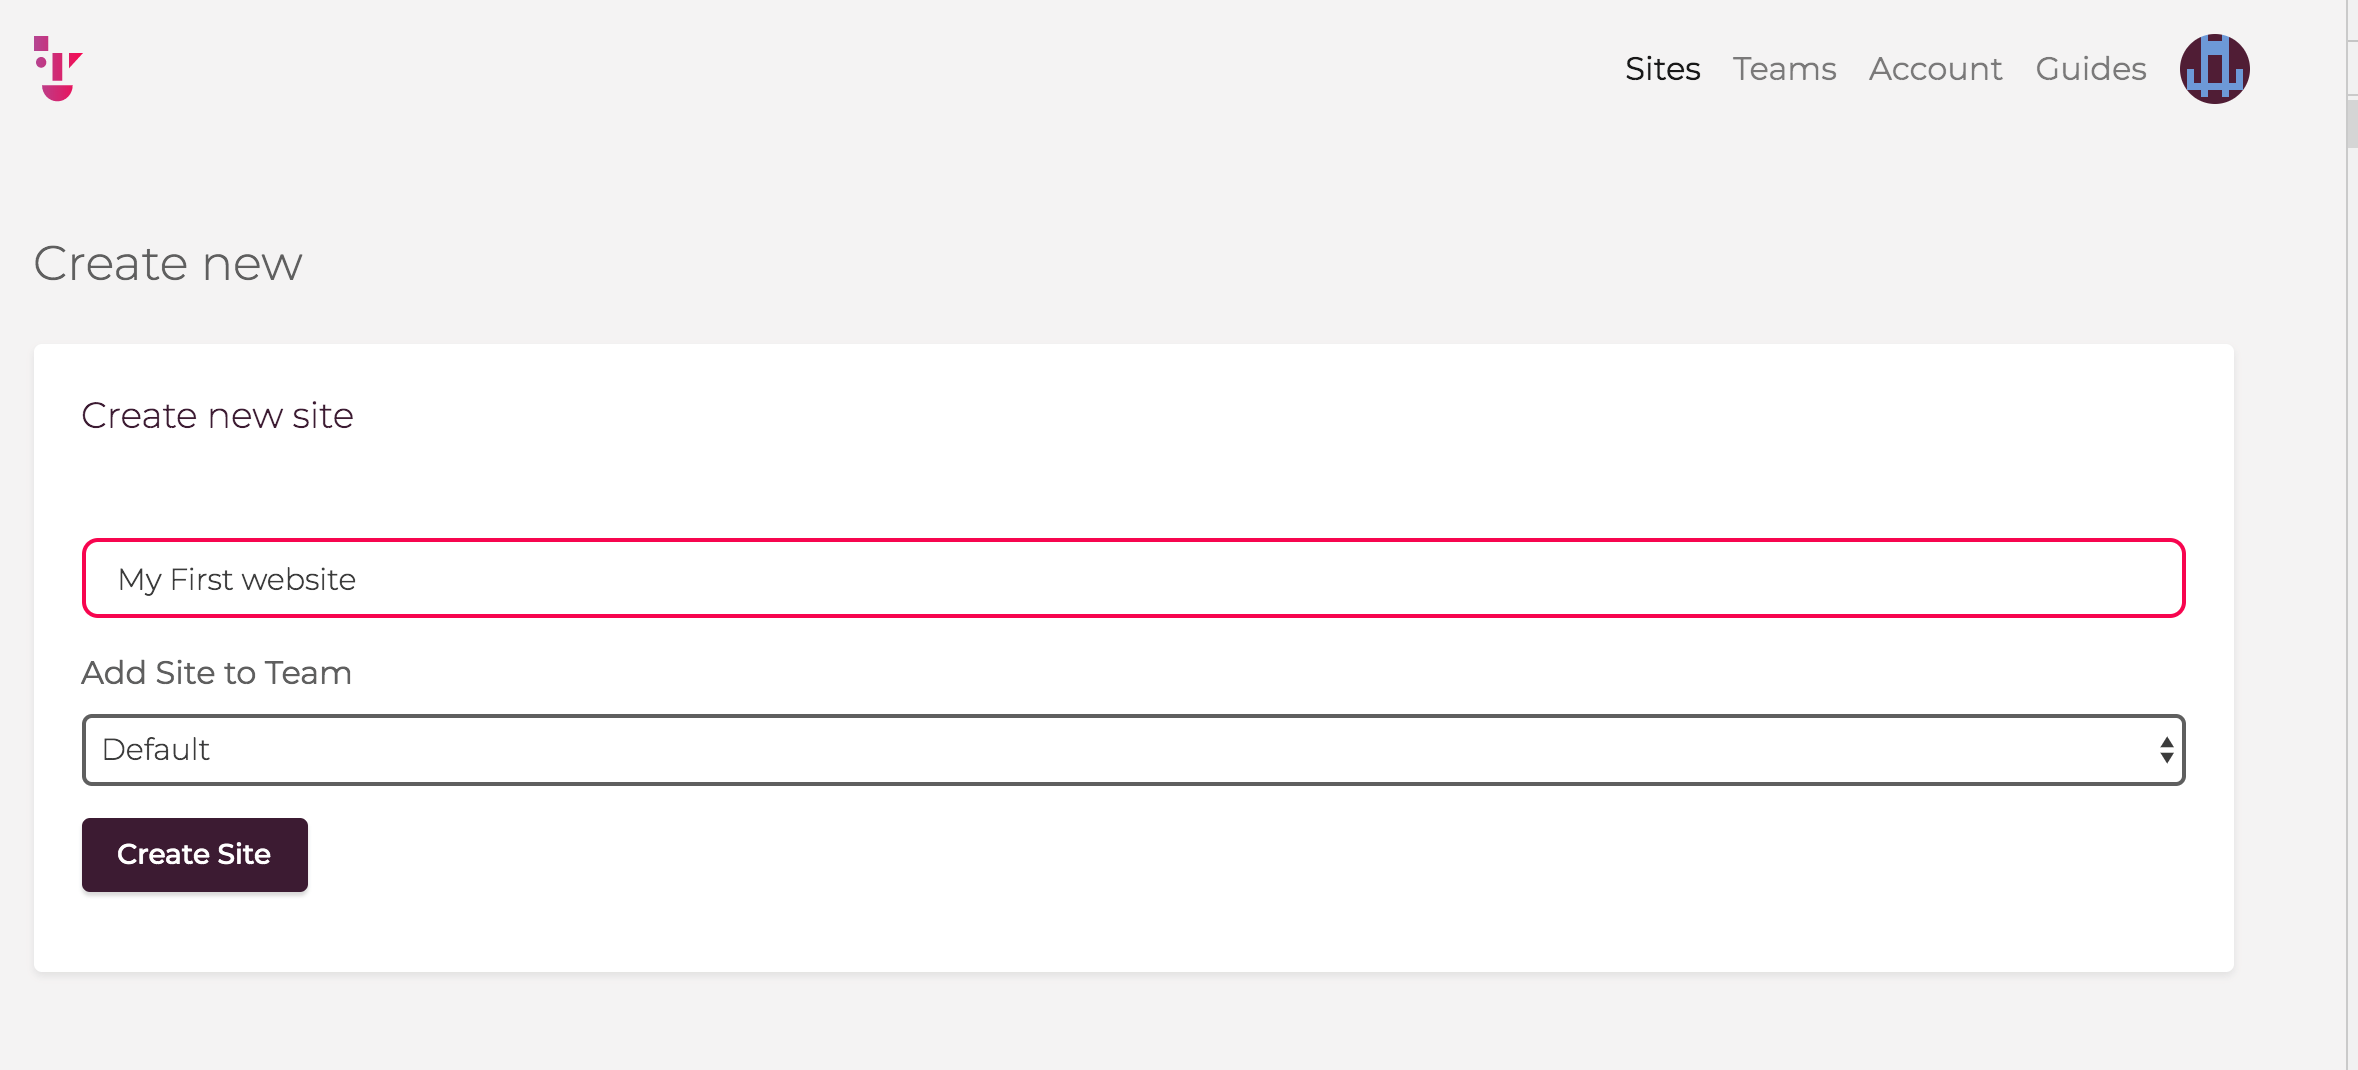 Sites Teams Account Guides
Create new
Create new site
My First website
Add Site to Team
Default
Create Site